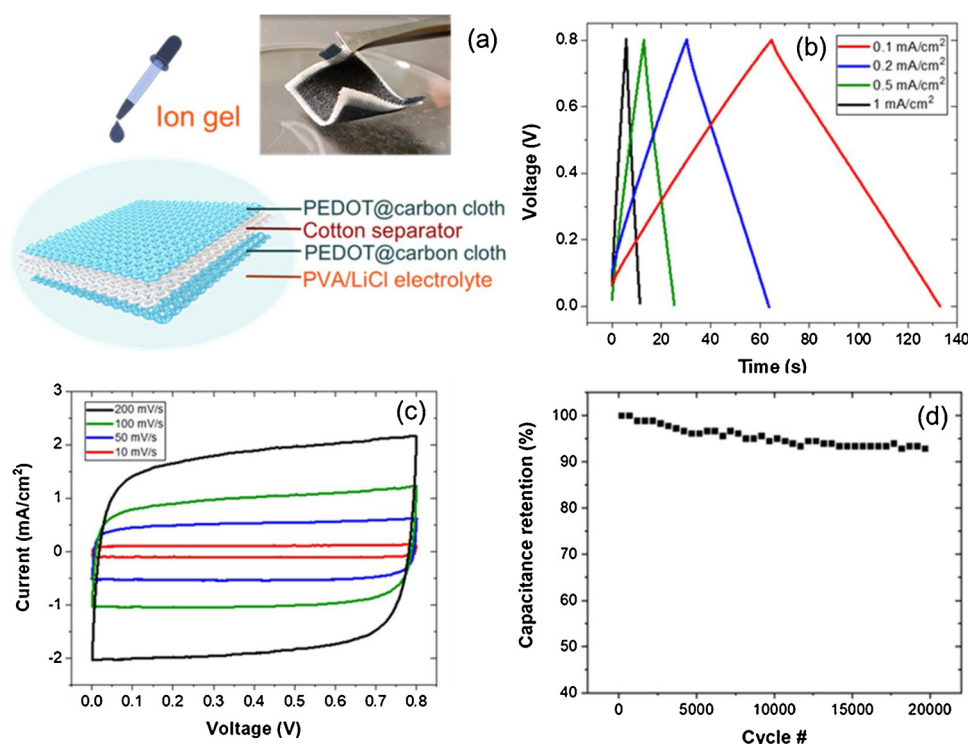 (a)
Ion gel
PEDOT@carbon cloth
Cotton separator
PEDOT@carbon cloth
PVA/LiCl electrolyte
(b)
0.1 mA/cm²
0.2 mA/cm²
0.5 mA/cm²
1 mA/cm²
0.8
0.6
0.4
0.2
0.0
Voltage (V)
0 20 40 60 80 100 120 140
Time (s)
(c)
200 mV/s
100 mV/s
50 mV/s
10 mV/s
3
2
1
0
-1
-2
Current (mA/cm²)
0.0 0.1 0.2 0.3 0.4 0.5 0.6 0.7 0.8
Voltage (V)
(d)
100
90
80
70
60
50
40
Capacitance retention (%)
0 5000 10000 15000 20000
Cycle #